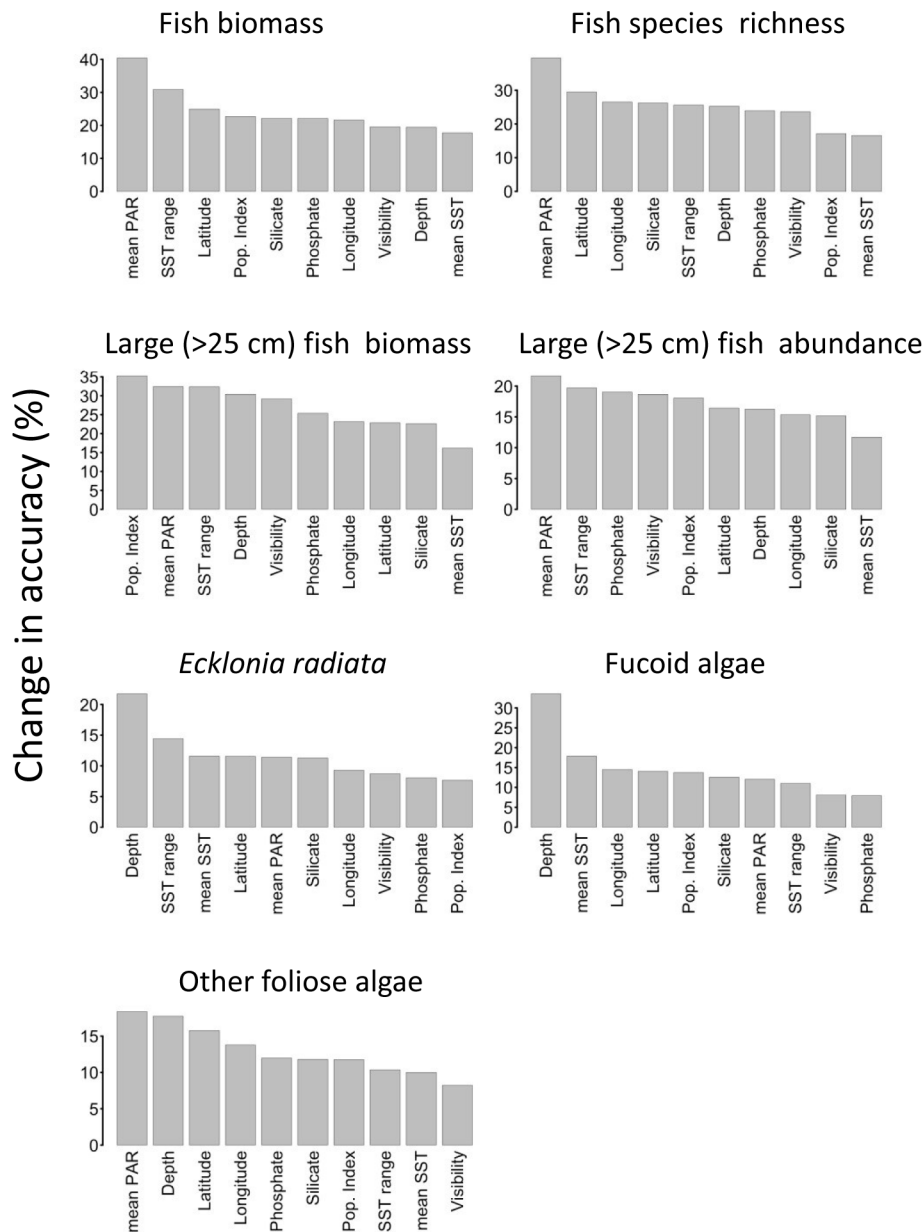 Fish biomass
Fish species richness
40
30
20
10
0
mean PAR
SST range
Latitude
Pop. Index
Silicate
Phosphate
Longitude
Visibility
Depth
mean SST
30
20
10
0
mean PAR
Latitude
Longitude
Silicate
SST range
Depth
Phosphate
Visibility
Pop. Index
mean SST
Change in accuracy (%)
Large (>25 cm) fish biomass
Large (>25 cm) fish abundance
35
30
25
20
15
10
5
0
Pop. Index
mean PAR
SST range
Depth
Visibility
Phosphate
Longitude
Latitude
Silicate
mean SST
20
15
10
5
0
mean PAR
SST range
Phosphate
Visibility
Pop. Index
Latitude
Depth
Longitude
Silicate
mean SST
Ecklonia radiata
Fucoid algae
20
15
10
5
0
Depth
SST range
mean SST
Latitude
mean PAR
Silicate
Longitude
Visibility
Phosphate
Pop. Index
30
25
20
15
10
5
0
Depth
mean SST
Longitude
Latitude
Pop. Index
Silicate
mean PAR
SST range
Visibility
Phosphate
Other foliose algae
15
10
5
0
mean PAR
Depth
Latitude
Longitude
Phosphate
Silicate
Pop. Index
SST range
mean SST
Visibility